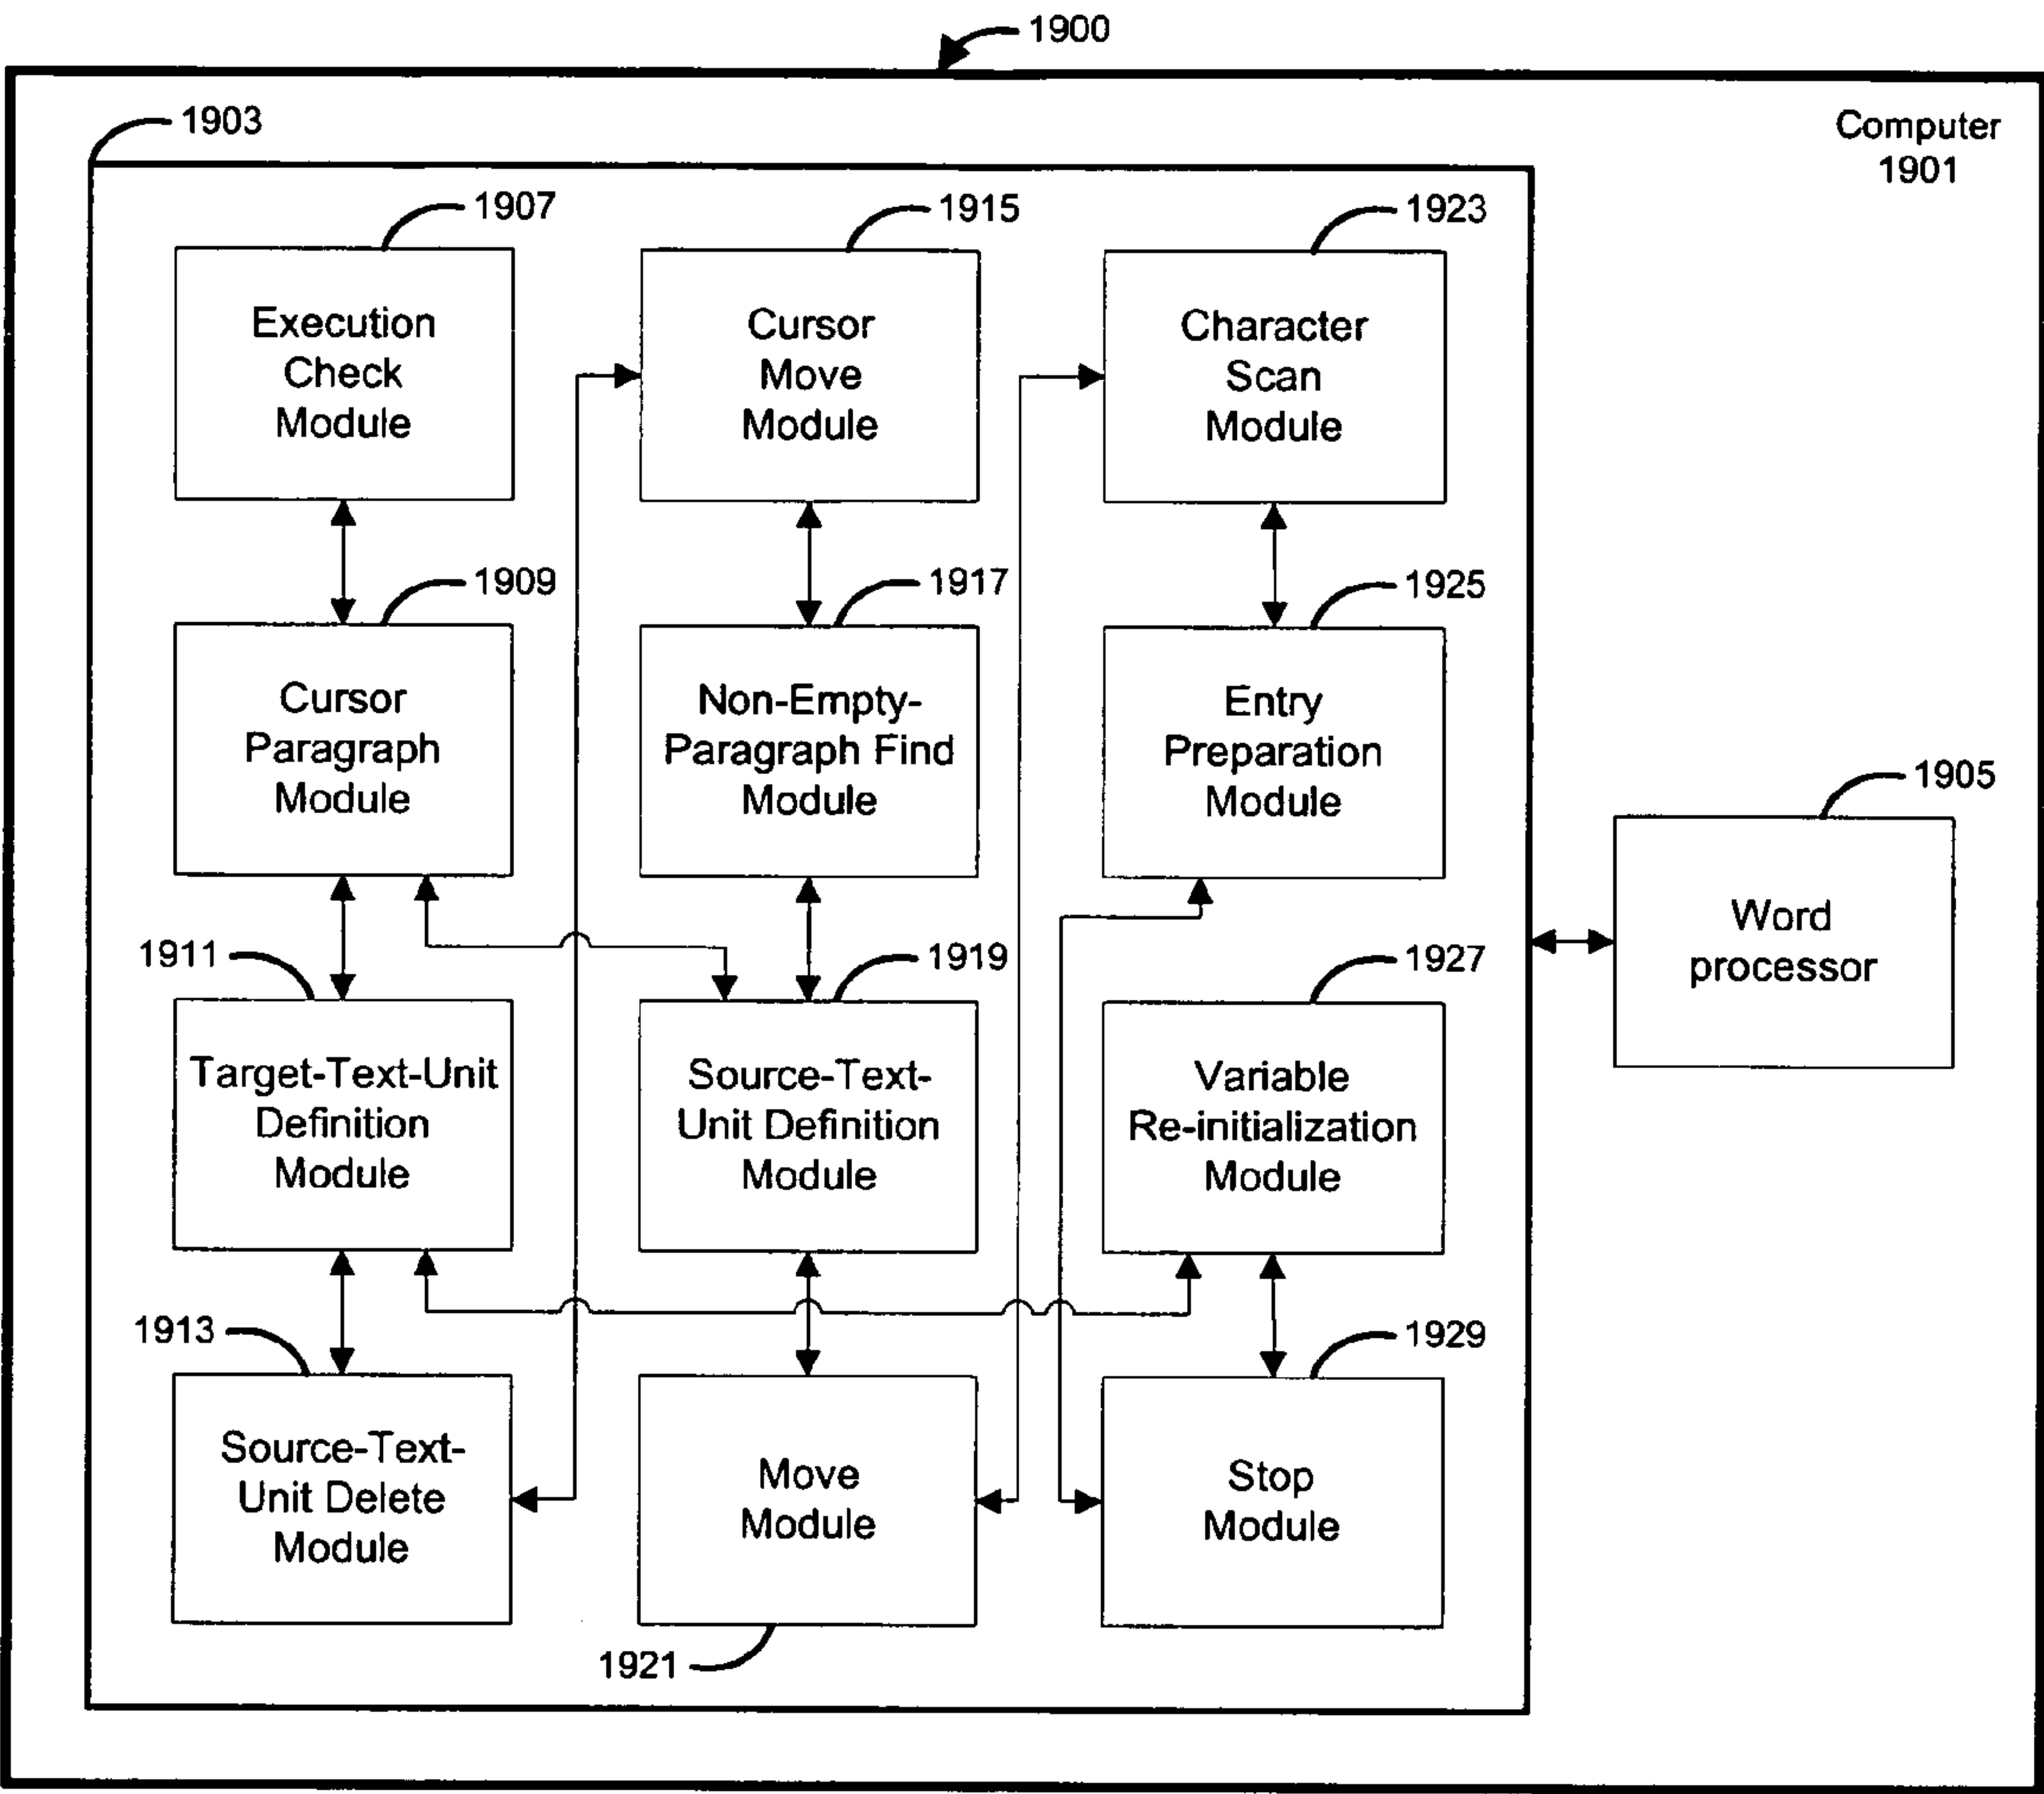 1900
Computer
1901
1903
1907
Execution
Check
Module
1915
Cursor
Move
Module
1923
Character
Scan
Module
1909
Cursor
Paragraph
Module
1917
Non-Empty-
Paragraph Find
Module
1925
Entry
Preparation
Module
1905
Word
processor
1911
Target-Text-Unit
Definition
Module
1919
Source-Text-
Unit Definition
Module
1927
Variable
Re-initialization
Module
1913
Source-Text-
Unit Delete
Module
1921
Move
Module
1929
Stop
Module